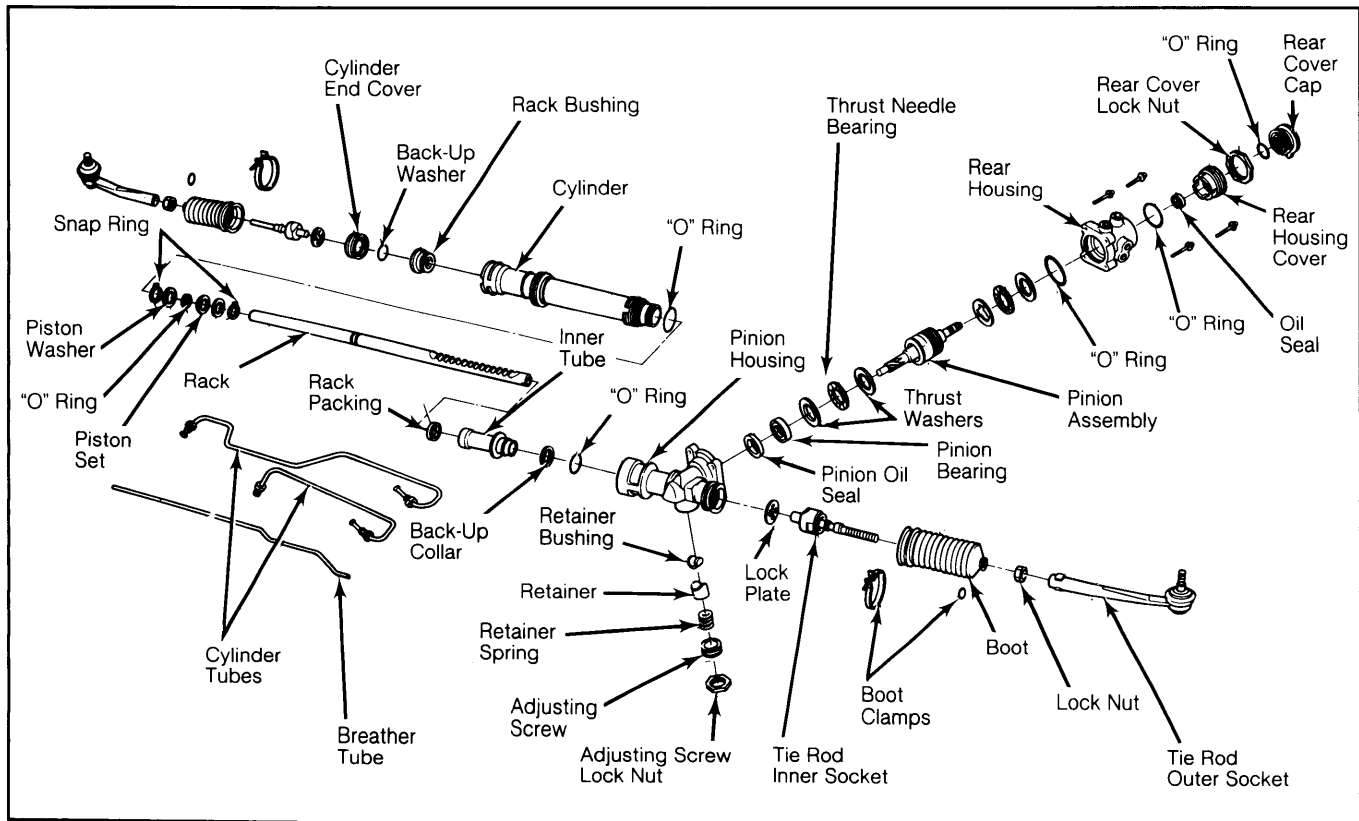 "O" Ring
Rear
Cover
Cap
Rear Cover
Lock Nut
Cylinder
End Cover
Rack Bushing
Thrust Needle
Bearing
Back-Up
Washer
Cylinder
Rear
Housing
Snap Ring
"O" Ring
Rear
Housing
Cover
Piston
Washer
Inner
Tube
Pinion
Housing
"O" Ring
Oil
Seal
Rack
Rack
Packing
"O" Ring
"O" Ring
"O" Ring
Thrust
Washers
Pinion
Assembly
Piston
Set
Pinion
Bearing
Pinion Oil
Seal
Back-Up
Collar
Retainer
Bushing
Lock
Plate
Retainer
Retainer
Spring
Boot
Cylinder
Tubes
Adjusting
Screw
Boot
Clamps
Lock Nut
Breather
Tube
Adjusting Screw
Lock Nut
Tie Rod
Inner Socket
Tie Rod
Outer Socket